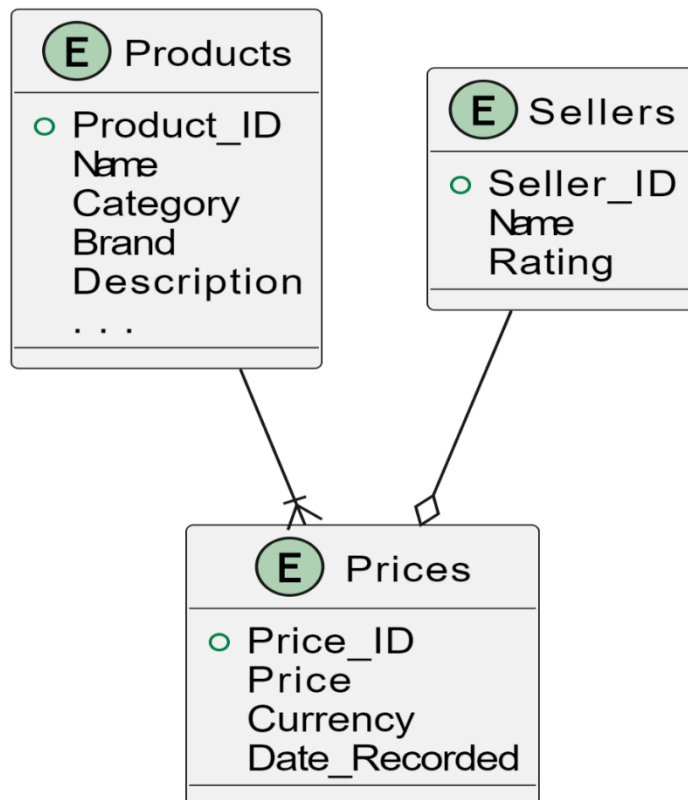 E Products
Product_ID
Name
Category
Brand
Description
. . .
E Sellers
Seller_ID
Name
Rating
E Prices
Price_ID
Price
Currency
Date_Recorded